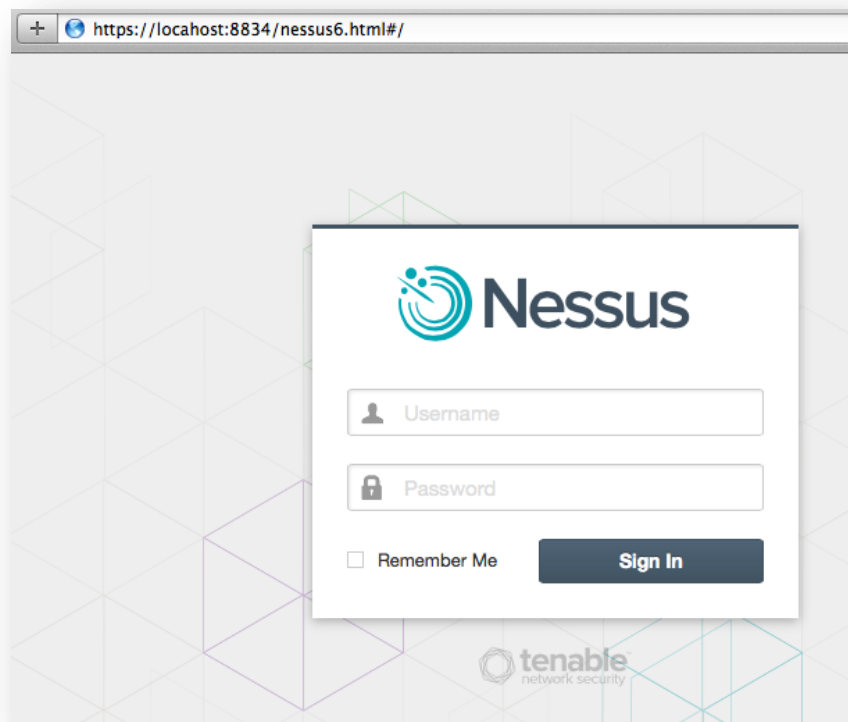 https://locahost:8834/nessus6.html#/
Nessus
Username
Password
Remember Me
Sign In
tenable
network security